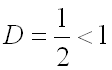 D = 1/2 < 1